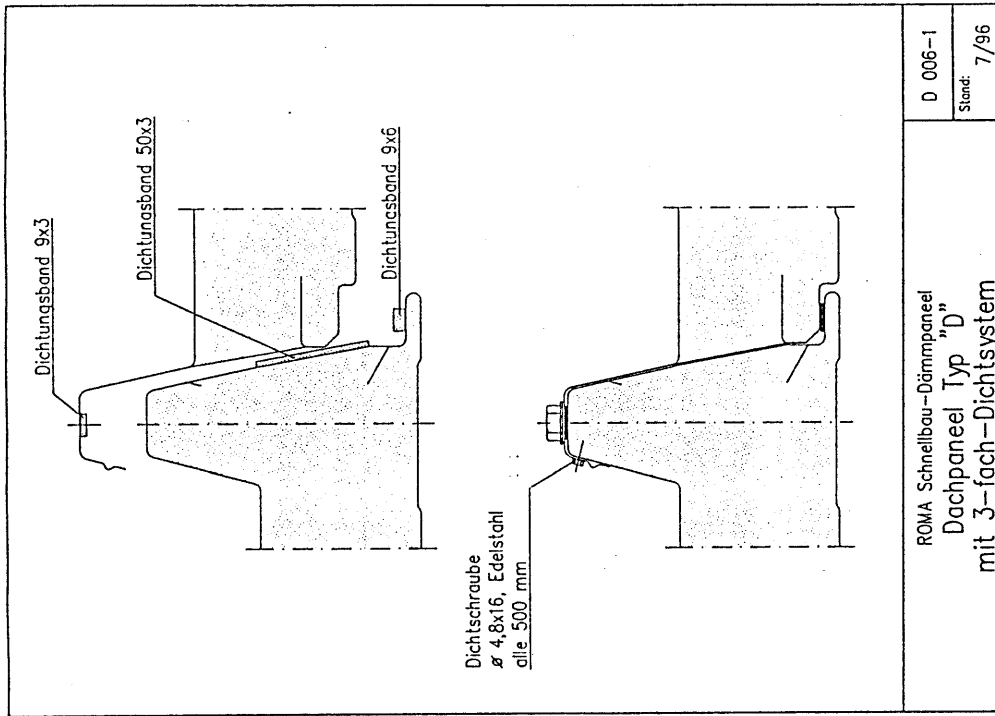 Dichtungsband 9x3
Dichtungsband 50x3
Dichtungsband 9x6
Dichtschraube
ø 4,8x16, Edelstahl
alle 500 mm
ROMA Schnellbau-Dämmpaneel
Dachpaneel Typ "D"
mit 3-fach-Dichtsystem
D 006-1
Stand: 7/96